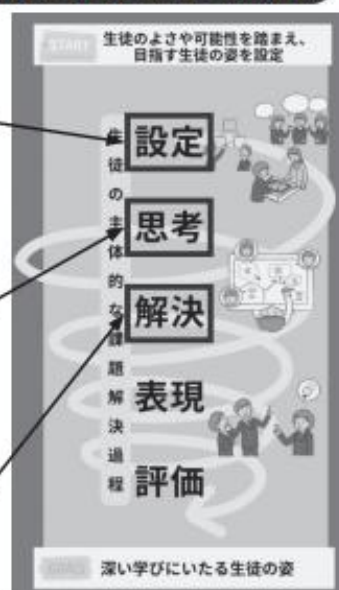 START
生徒のよさや可能性を踏まえ、
目指す生徒の姿を設定
生徒の主体的な課題解決過程
設定
思考
解決
表現
評価
深い学びにいたる生徒の姿